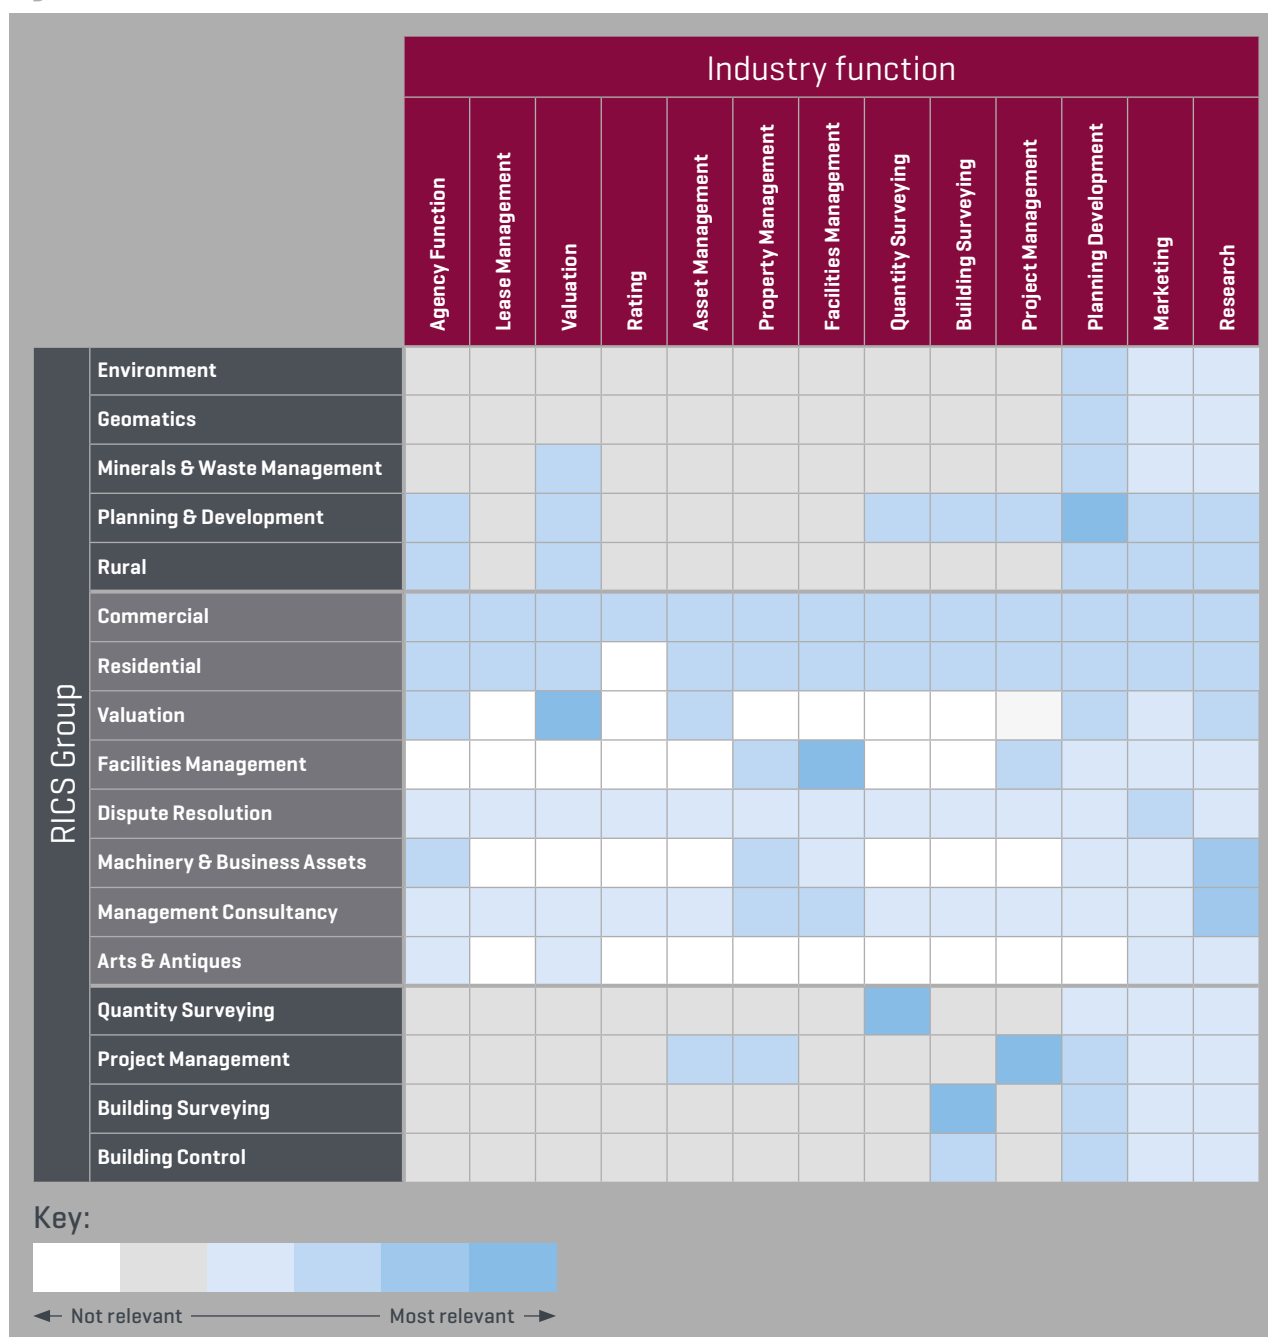 Industry function
Agency Function
Lease Management
Valuation
Rating
Asset Management
Property Management
Facilities Management
Quantity Surveying
Building Surveying
Project Management
Planning Development
Marketing
Research
RICS Group
Environment
Geomatics
Minerals & Waste Management
Planning & Development
Rural
Commercial
Residential
Valuation
Facilities Management
Dispute Resolution
Machinery & Business Assets
Management Consultancy
Arts & Antiques
Quantity Surveying
Project Management
Building Surveying
Building Control
Key:
Not relevant
Most relevant